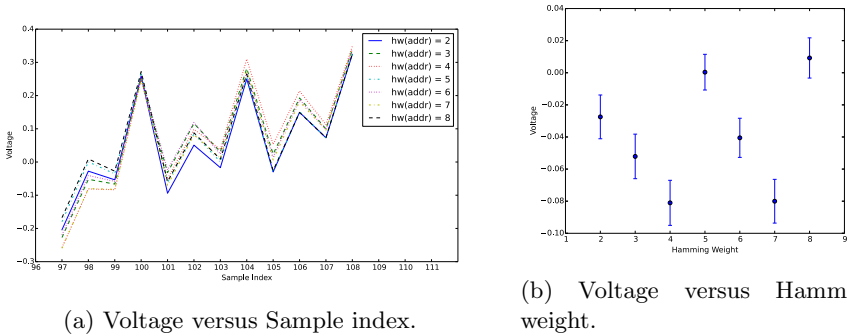 0.4
0.3
0.2
0.1
0.0
−0.1
−0.2
−0.3
Voltage
96 97 98 99 100 101 102 103 104 105 106 107 108 109 110 111
Sample Index
hw(addr) = 2
hw(addr) = 3
hw(addr) = 4
hw(addr) = 5
hw(addr) = 6
hw(addr) = 7
hw(addr) = 8
(a) Voltage versus Sample index.
0.04
0.02
0.00
−0.02
−0.04
−0.06
−0.08
−0.10
Voltage
1 2 3 4 5 6 7 8 9
Hamming Weight
(b) Voltage versus Hamm
weight.